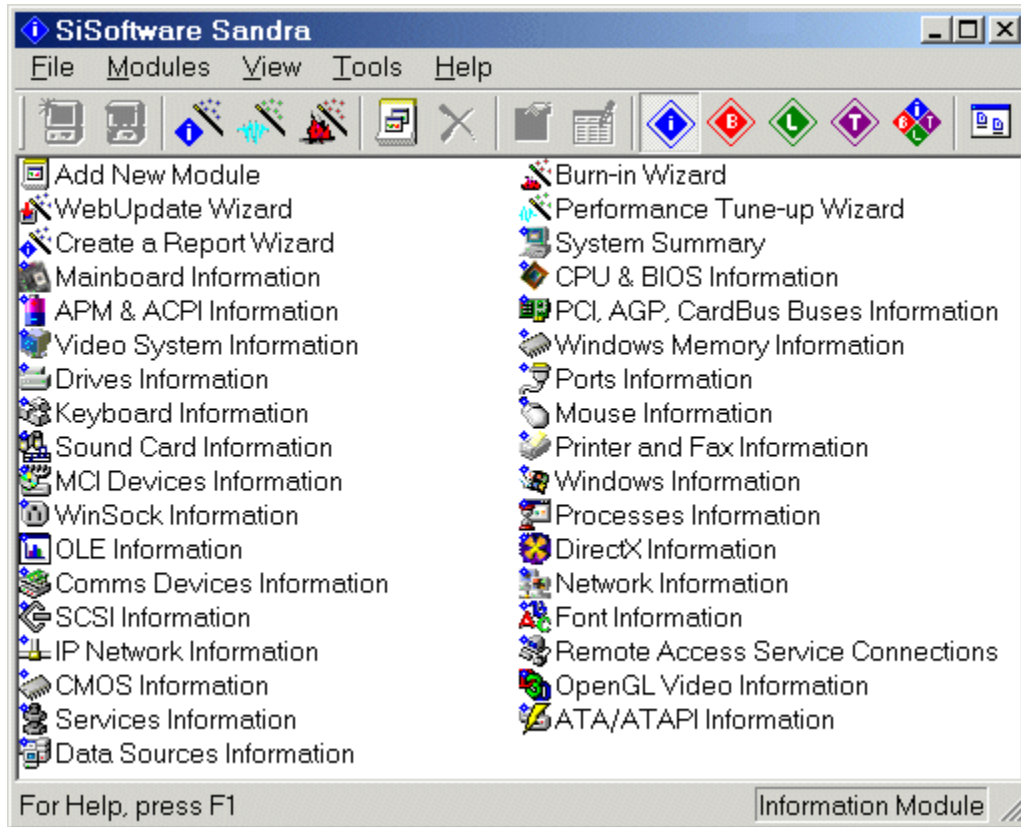 SiSoftware Sandra
File Modules View Tools Help
i B L T B i T L
Add New Module
WebUpdate Wizard
Create a Report Wizard
Mainboard Information
APM & ACPI Information
Video System Information
Drives Information
Keyboard Information
Sound Card Information
MCI Devices Information
WinSock Information
OLE Information
Comms Devices Information
SCSI Information
IP Network Information
CMOS Information
Services Information
Data Sources Information
Burn-in Wizard
Performance Tune-up Wizard
System Summary
CPU & BIOS Information
PCI, AGP, CardBus Buses Information
Windows Memory Information
Ports Information
Mouse Information
Printer and Fax Information
Windows Information
Processes Information
DirectX Information
Network Information
Font Information
Remote Access Service Connections
OpenGL Video Information
ATA/ATAPI Information
For Help, press F1
Information Module